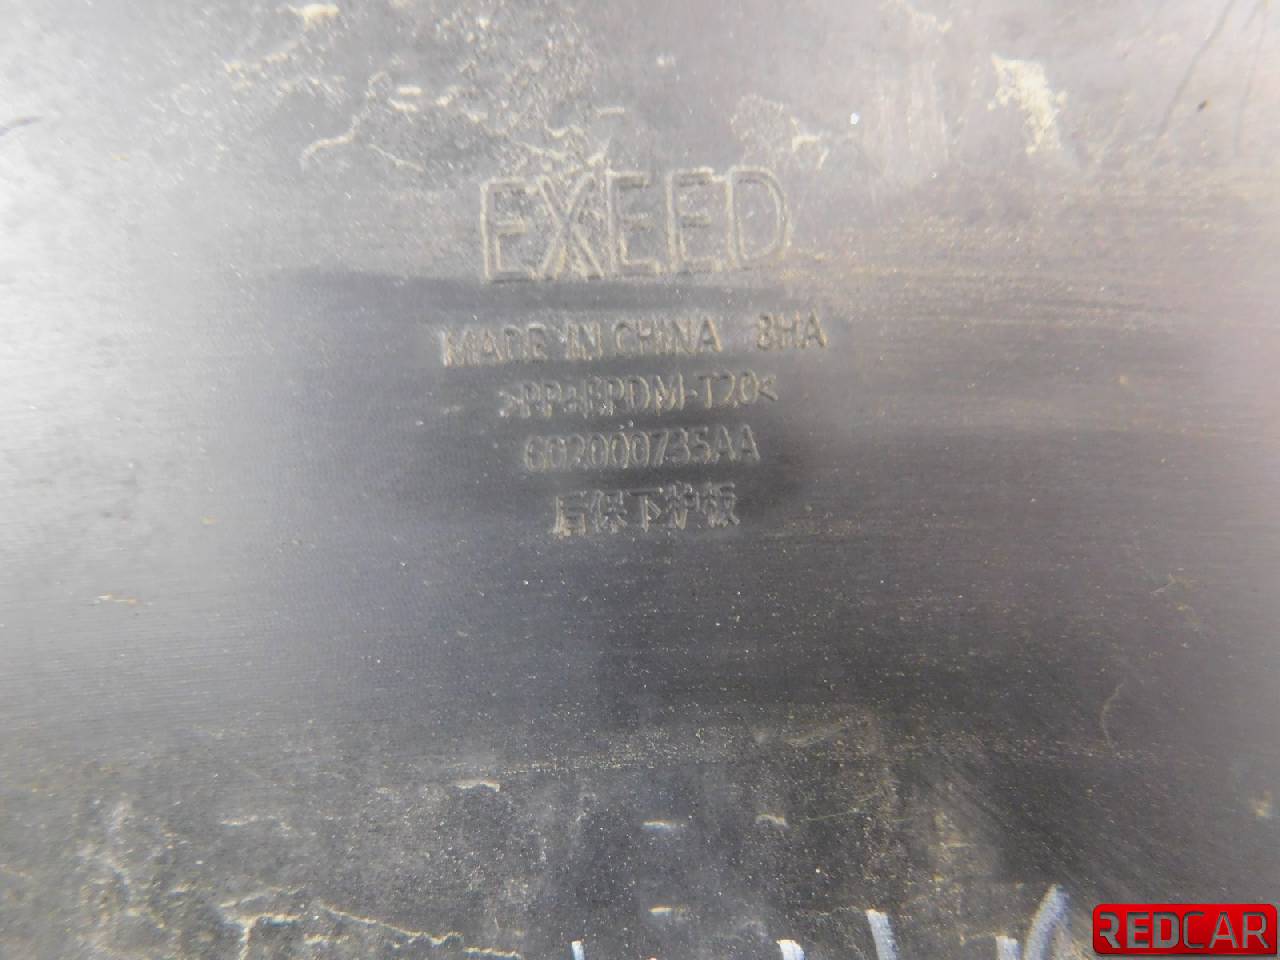 EXEED
MADE IN CHINA 8HA
>PP+EPDM-T20<
602000735AA
后保下护板
REDCAR